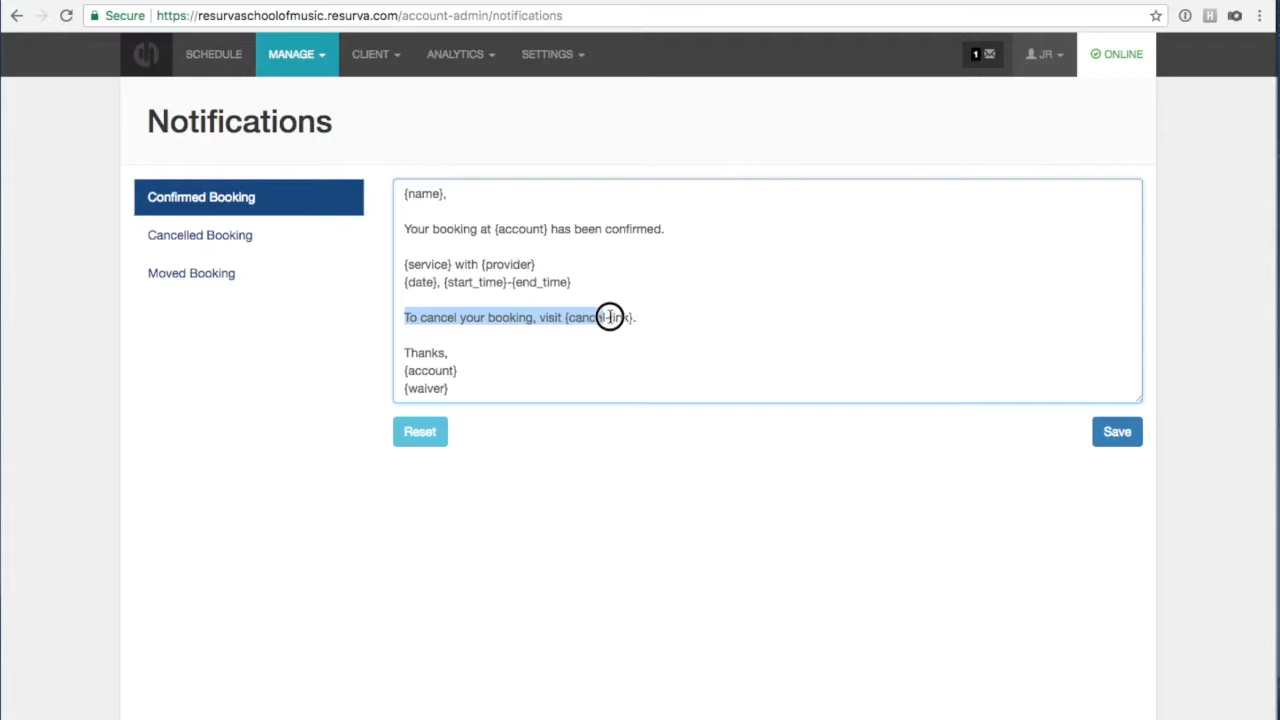 Secure https://resurvaschoolofmusic.resurva.com/account-admin/notifications
SCHEDULE MANAGE CLIENT ANALYTICS SETTINGS 1 JR ONLINE
Notifications
Confirmed Booking
Cancelled Booking
Moved Booking
{name},
Your booking at {account} has been confirmed.
{service} with {provider}
{date}, {start_time}-{end_time}
To cancel your booking, visit {cancel-link}.
Thanks,
{account}
{waiver}
Reset Save